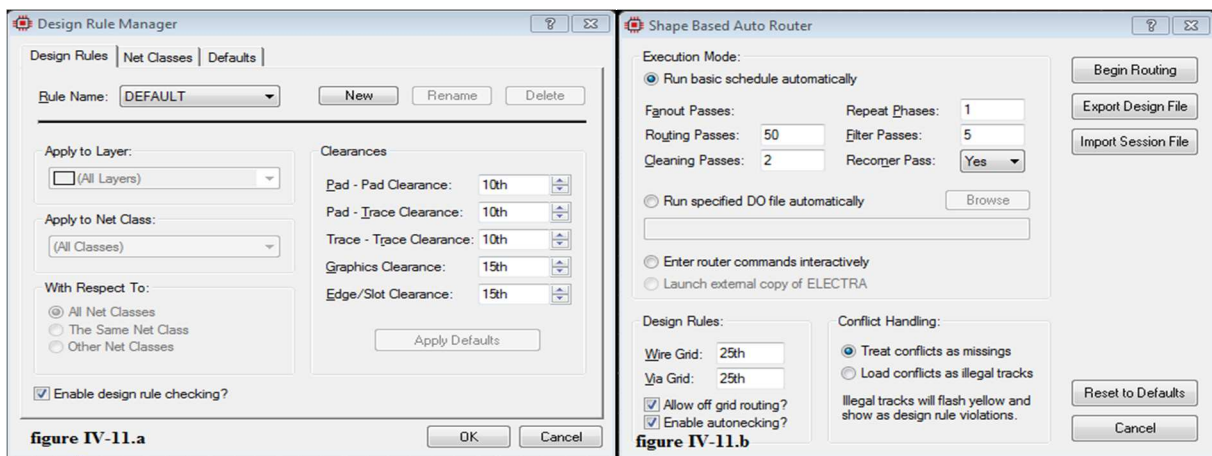 Design Rule Manager
Design Rules Net Classes Defaults
Rule Name: DEFAULT New Rename Delete
Apply to Layer:
(All Layers)
Apply to Net Class:
(All Classes)
With Respect To:
All Net Classes
The Same Net Class
Other Net Classes
Clearances
Pad - Pad Clearance: 10th
Pad - Trace Clearance: 10th
Trace - Trace Clearance: 10th
Graphics Clearance: 15th
Edge/Slot Clearance: 15th
Apply Defaults
Enable design rule checking?
figure IV-11.a
OK Cancel
Shape Based Auto Router
Execution Mode:
Run basic schedule automatically
Fanout Passes: Repeat Phases: 1
Routing Passes: 50 Filter Passes: 5
Cleaning Passes: 2 Recorner Pass: Yes
Run specified DO file automatically Browse
Enter router commands interactively
Launch external copy of ELECTRA
Begin Routing
Export Design File
Import Session File
Design Rules:
Wire Grid: 25th
Via Grid: 25th
Allow off grid routing?
Enable autonecking?
Conflict Handling:
Treat conflicts as missings
Load conflicts as illegal tracks
Illegal tracks will flash yellow and
show as design rule violations.
Reset to Defaults
Cancel
figure IV-11.b